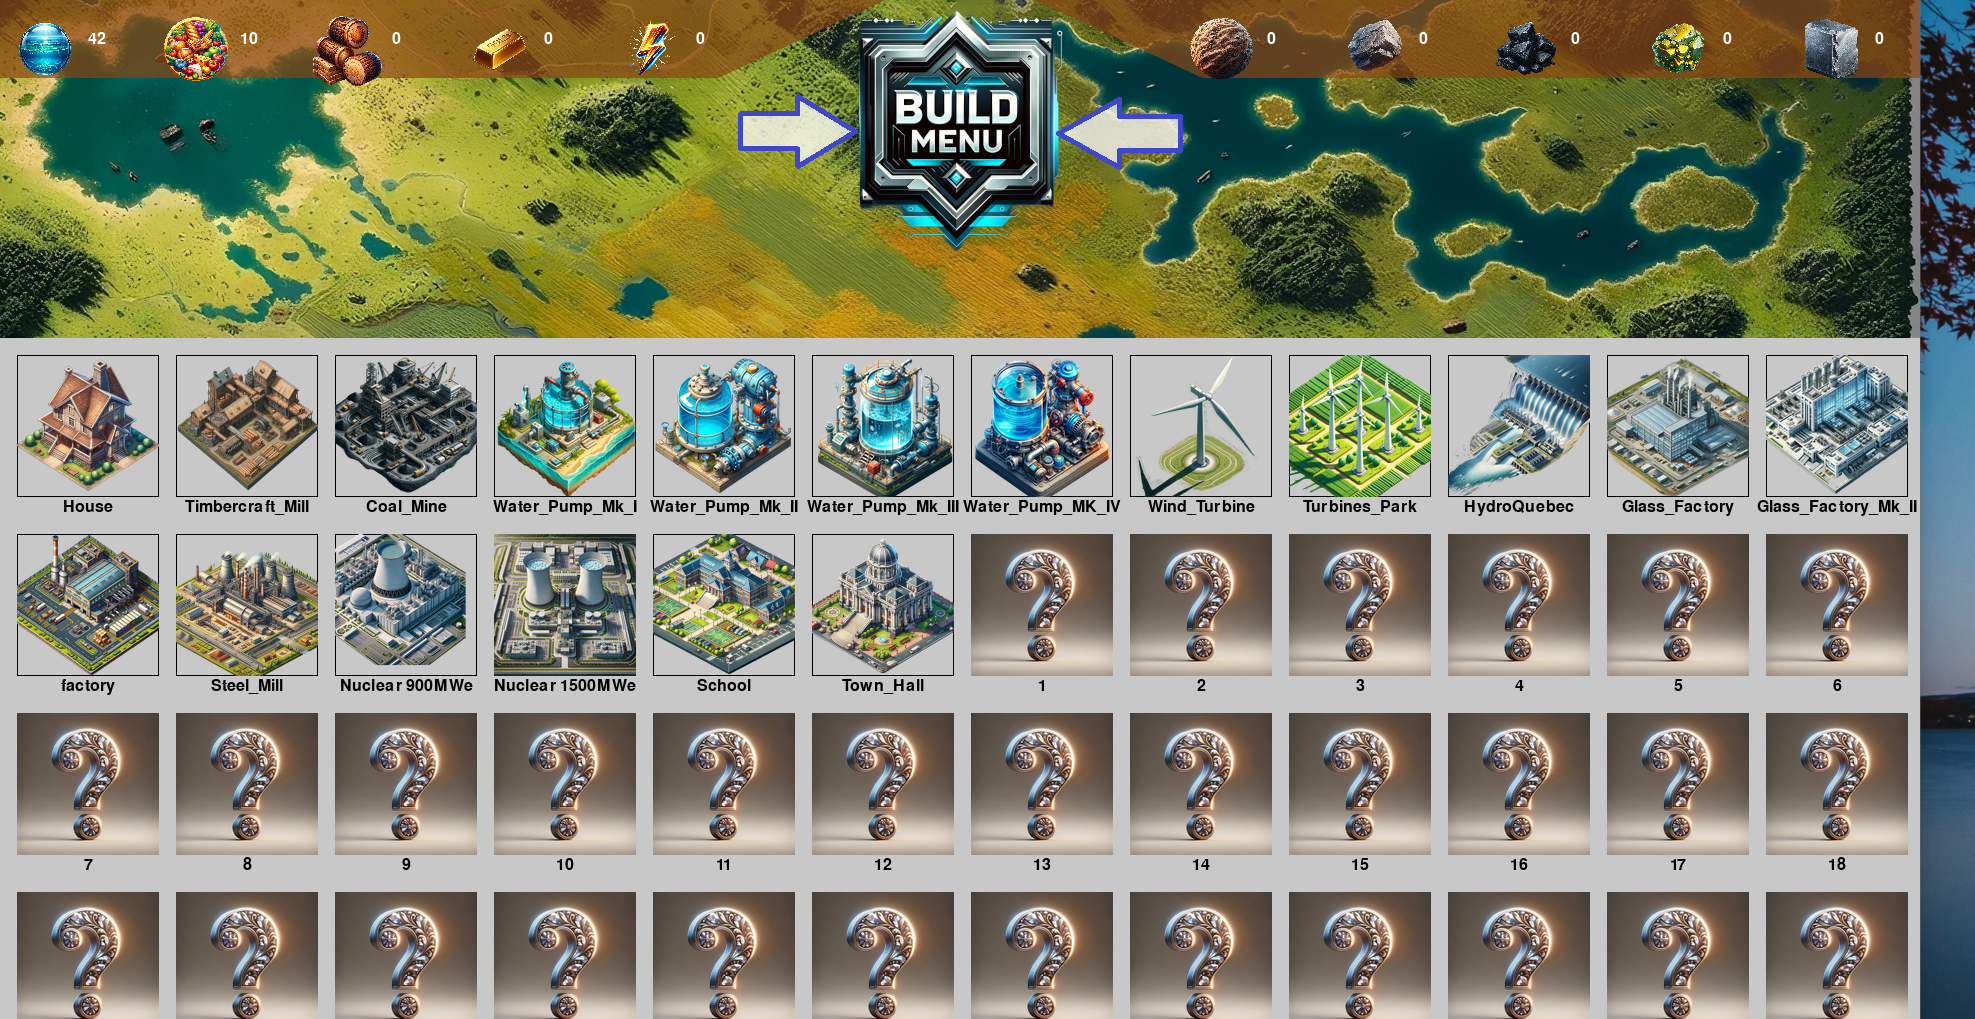 42 10 0 0 0 0 0 0 0 0
BUILD
MENU
House Timbercraft_Mill Coal_Mine Water_Pump_Mk_I Water_Pump_Mk_II Water_Pump_Mk_III Water_Pump_MK_IV Wind_Turbine Turbines_Park HydroQuebec Glass_Factory Glass_Factory_Mk_II
factory Steel_Mill Nuclear 900MWe Nuclear 1500MWe School Town_Hall 1 2 3 4 5 6
7 8 9 10 11 12 13 14 15 16 17 18